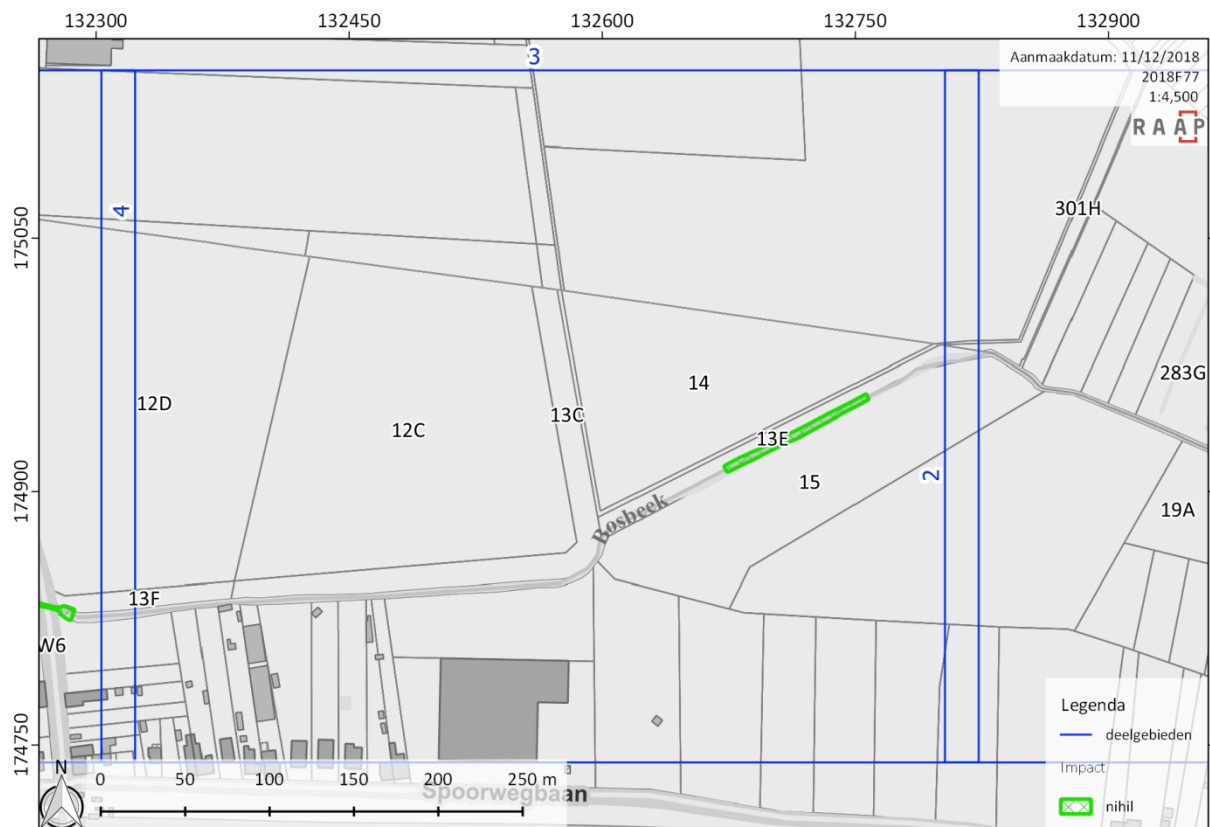 132300 132450 132600 132750 132900
3
Aanmaakdatum: 11/12/2018
2018F77
1:4,500
RAAP
4
301H
175050
283G
14
12D
13C
12C
13E
15
2
174900
19A
Bosbeek
13F
W6
Legenda
deelgebieden
174750
Impact
N
0 50 100 150 200 250 m
Spoorwegbaan
nihil